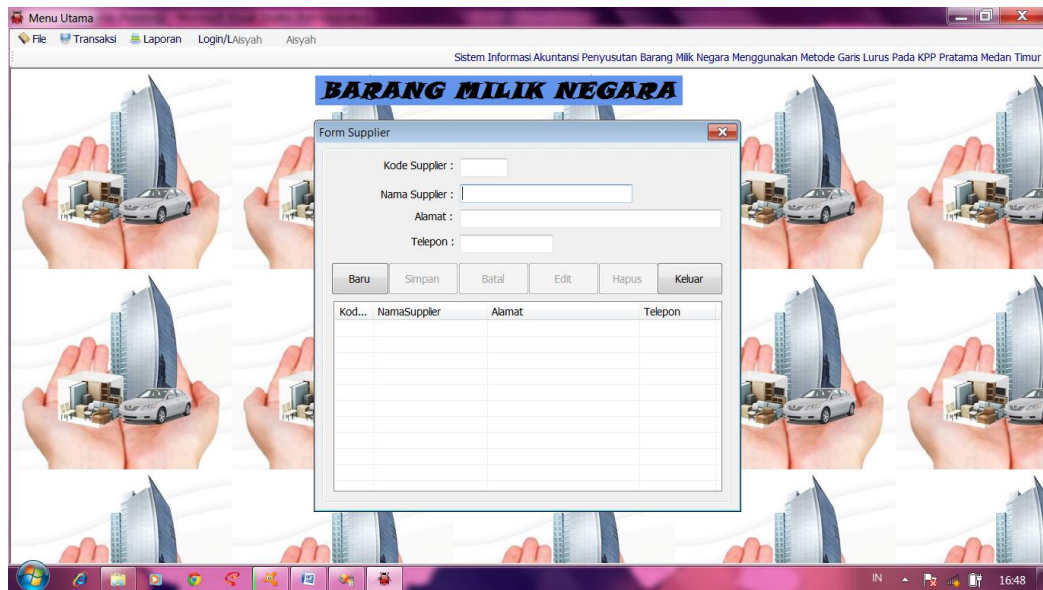 Menu Utama
File Transaksi Laporan Login/LAisyah Aisyah
Sistem Informasi Akuntansi Penyusutan Barang Milik Negara Menggunakan Metode Garis Lurus Pada KPP Pratama Medan Timur
BARANG MILIK NEGARA
Form Supplier
Kode Supplier :
Nama Supplier :
Alamat :
Telepon :
Baru Simpan Batal Edit Hapus Keluar
Kod... NamaSupplier Alamat Telepon
IN 16:48